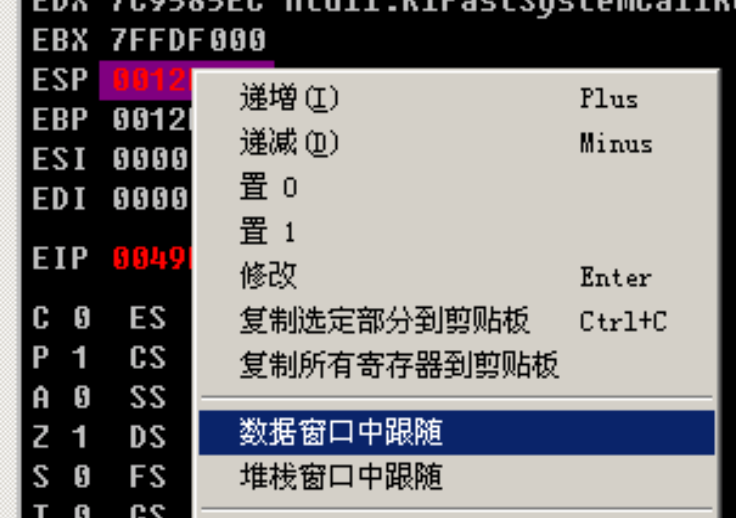 EDX 7C9585EC ntdll.KiFastSystemCallR
EBX 7FFDF000
ESP 0012
EBP 0012
ESI 0000
EDI 0000
EIP 0049
C 0 ES
P 1 CS
A 0 SS
Z 1 DS
S 0 FS
T 0 GS
递增(I) Plus
递减(D) Minus
置 0
置 1
修改 Enter
复制选定部分到剪贴板 Ctrl+C
复制所有寄存器到剪贴板
数据窗口中跟随
堆栈窗口中跟随